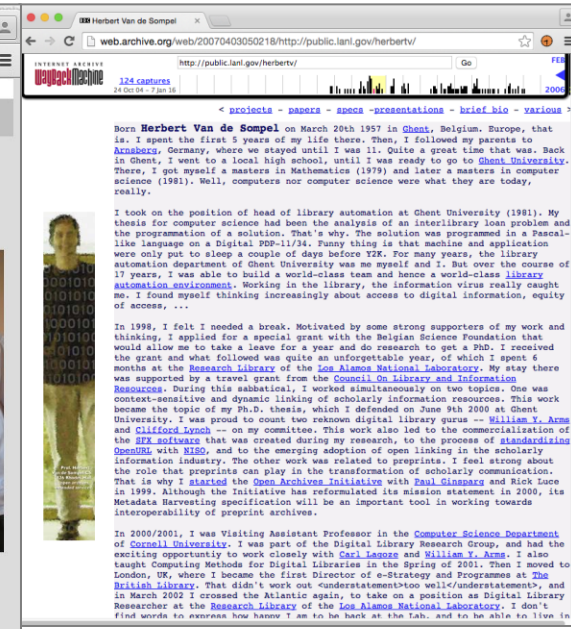 Herbert Van de Sompel
web.archive.org/web/20070403050218/http://public.lanl.gov/herbertv/
INTERNET ARCHIVE
WayBackMachine
http://public.lanl.gov/herbertv/
Go
FEB
124 captures
24 Oct 04 - 7 Jan 16
2006
< projects - papers - specs -presentations - brief bio - various >
Born Herbert Van de Sompel on March 20th 1957 in Ghent, Belgium. Europe, that
is. I spent the first 5 years of my life there. Then, I followed my parents to
Arnsberg, Germany, where we stayed until I was 11. Quite a great time that was. Back
in Ghent, I went to a local high school, until I was ready to go to Ghent University.
There, I got myself a masters in Mathematics (1979) and later a masters in computer
science (1981). Well, computers nor computer science were what they are today,
really.
I took on the position of head of library automation at Ghent University (1981). My
thesis for computer science had been the analysis of an interlibrary loan problem and
the programmation of a solution. That's why. The solution was programmed in a Pascal-
like language on a Digital PDP-11/34. Funny thing is that machine and application
were only put to sleep a couple of days before Y2K. For many years, the library
automation department of Ghent University was me myself and I. But over the course of
17 years, I was able to build a world-class team and hence a world-class library
automation environment. Working in the library, the information virus really caught
me. I found myself thinking increasingly about access to digital information, equity
of access, ...
In 1998, I felt I needed a break. Motivated by some strong supporters of my work and
thinking, I applied for a special grant with the Belgian Science Foundation that
would allow me to take a leave for a year and do research to get a PhD. I received
the grant and what followed was quite an unforgettable year, of which I spent 6
months at the Research Library of the Los Alamos National Laboratory. My stay there
was supported by a travel grant from the Council On Library and Information
Resources. During this sabbatical, I worked simultaneously on two topics. One was
context-sensitive and dynamic linking of scholarly information resources. This work
became the topic of my Ph.D. thesis, which I defended on June 9th 2000 at Ghent
University. I was proud to count two reknown digital library gurus -- William Y. Arms
and Clifford Lynch -- on my committee. This work also led to the commercialization of
the SFX software that was created during my research, to the process of standardizing
OpenURL with NISO, and to the emerging adoption of open linking in the scholarly
information industry. The other work was related to preprints. I feel strong about
the role that preprints can play in the transformation of scholarly communication.
That is why I started the Open Archives Initiative with Paul Ginsparg and Rick Luce
in 1999. Although the Initiative has reformulated its mission statement in 2000, its
Metadata Harvesting specification will be an important tool in working towards
interoperability of preprint archives.
In 2000/2001, I was Visiting Assistant Professor in the Computer Science Department
of Cornell University. I was part of the Digital Library Research Group, and had the
exciting opportuntiy to work closely with Carl Lagoze and William Y. Arms. I also
taught Computing Methods for Digital Libraries in the Spring of 2001. Then I moved to
London, UK, where I became the first Director of e-Strategy and Programmes at The
British Library. That didn't work out <understatement>too well</understatement>, and
in March 2002 I crossed the Atlantic again, to take on a position as Digital Library
Researcher at the Research Library of the Los Alamos National Laboratory. I don't
find words to express how happy I am to be back at the Lab, and to be able to live in